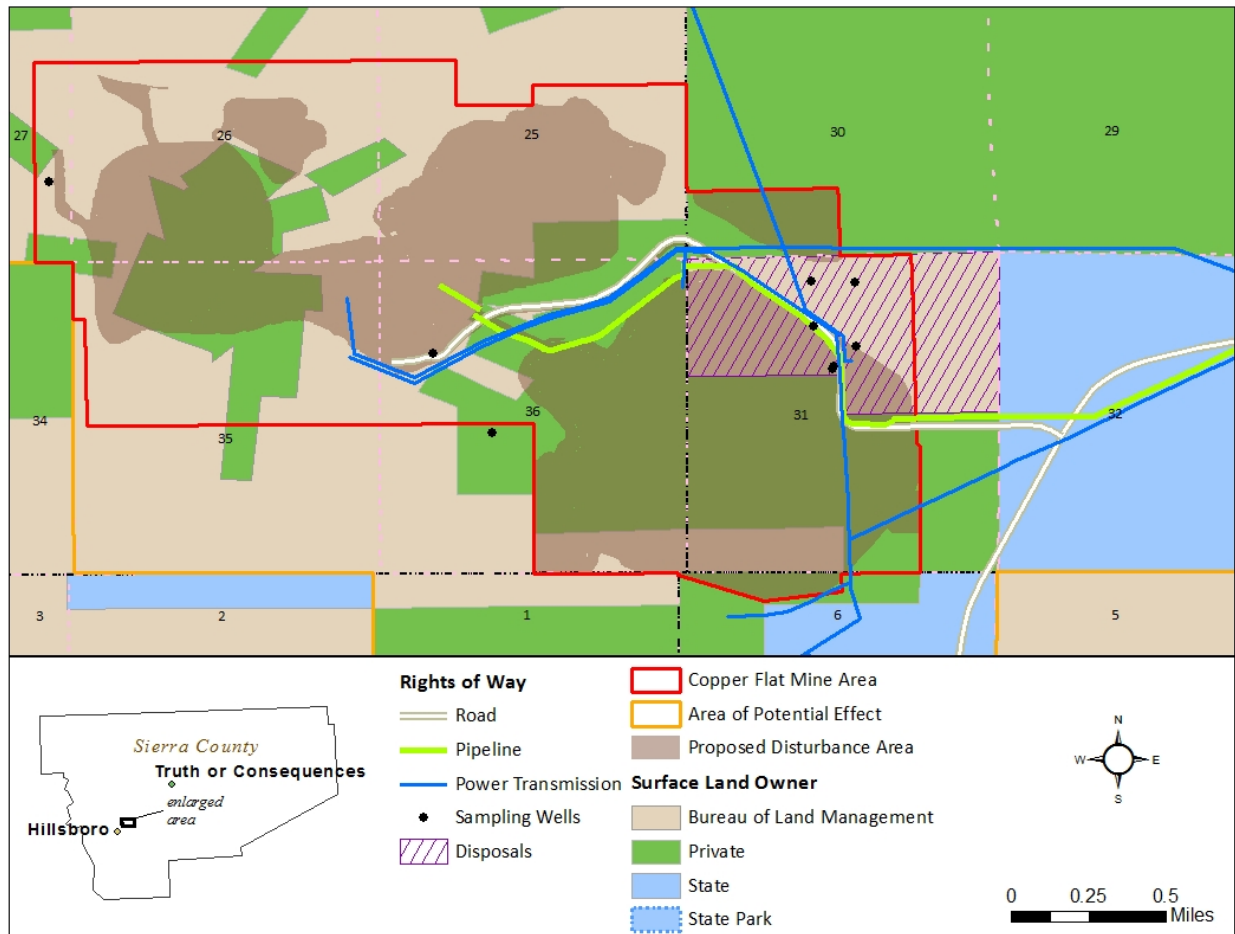 27
26
25
30
29
34
35
36
31
32
3
2
1
6
5
Sierra County
Truth or Consequences
enlarged
area
Hillsboro
Rights of Way
Road
Pipeline
Power Transmission
Sampling Wells
Disposals
Copper Flat Mine Area
Area of Potential Effect
Proposed Disturbance Area
Surface Land Owner
Bureau of Land Management
Private
State
State Park
N
W E
S
0 0.25 0.5
Miles